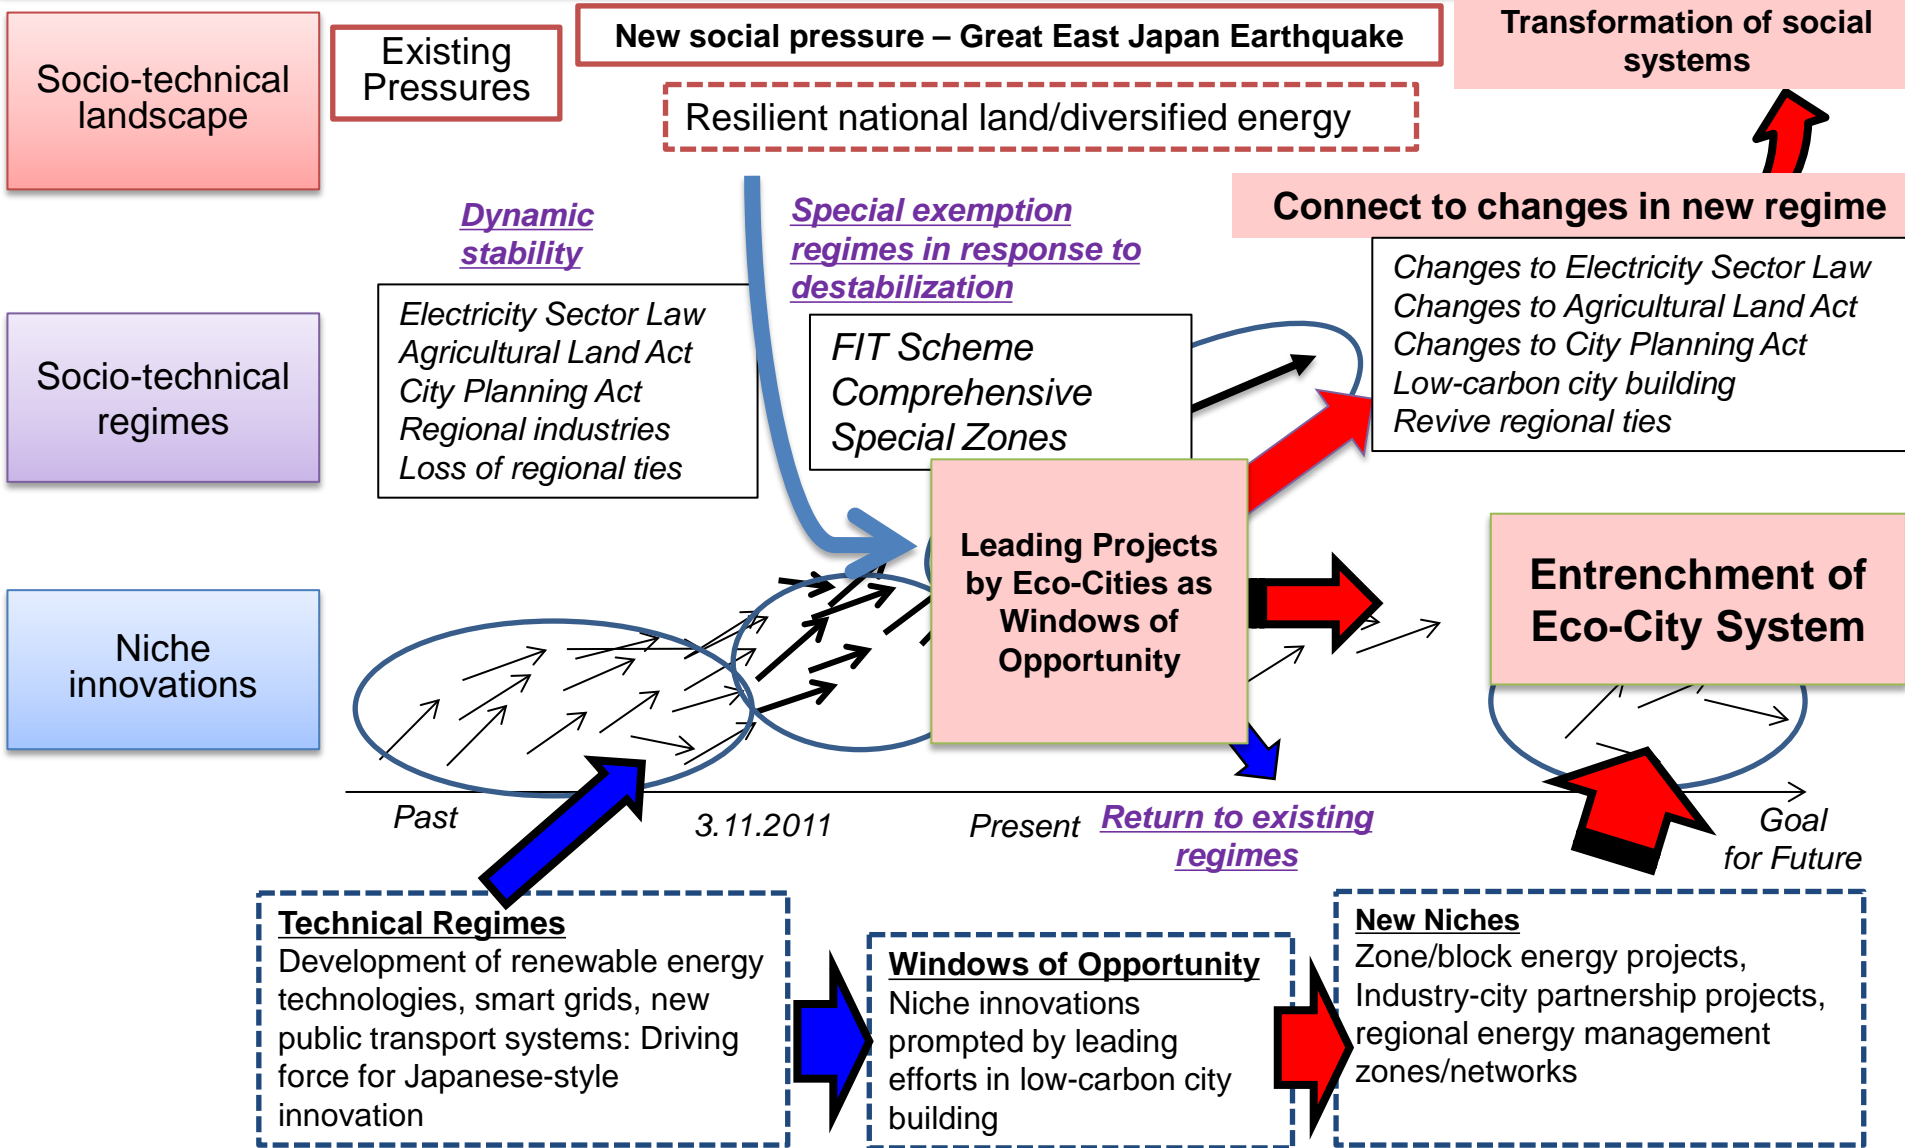 Socio-technical
landscape
Existing
Pressures
New social pressure – Great East Japan Earthquake
Resilient national land/diversified energy
Transformation of social
systems
Connect to changes in new regime
Dynamic
stability
Special exemption
regimes in response to
destabilization
Socio-technical
regimes
Electricity Sector Law
Agricultural Land Act
City Planning Act
Regional industries
Loss of regional ties
FIT Scheme
Comprehensive
Special Zones
Changes to Electricity Sector Law
Changes to Agricultural Land Act
Changes to City Planning Act
Low-carbon city building
Revive regional ties
Niche
innovations
Leading Projects
by Eco-Cities as
Windows of
Opportunity
Entrenchment of
Eco-City System
Past
3.11.2011
Present
Return to existing
regimes
Goal
for Future
Technical Regimes
Development of renewable energy
technologies, smart grids, new
public transport systems: Driving
force for Japanese-style
innovation
Windows of Opportunity
Niche innovations
prompted by leading
efforts in low-carbon city
building
New Niches
Zone/block energy projects,
Industry-city partnership projects,
regional energy management
zones/networks